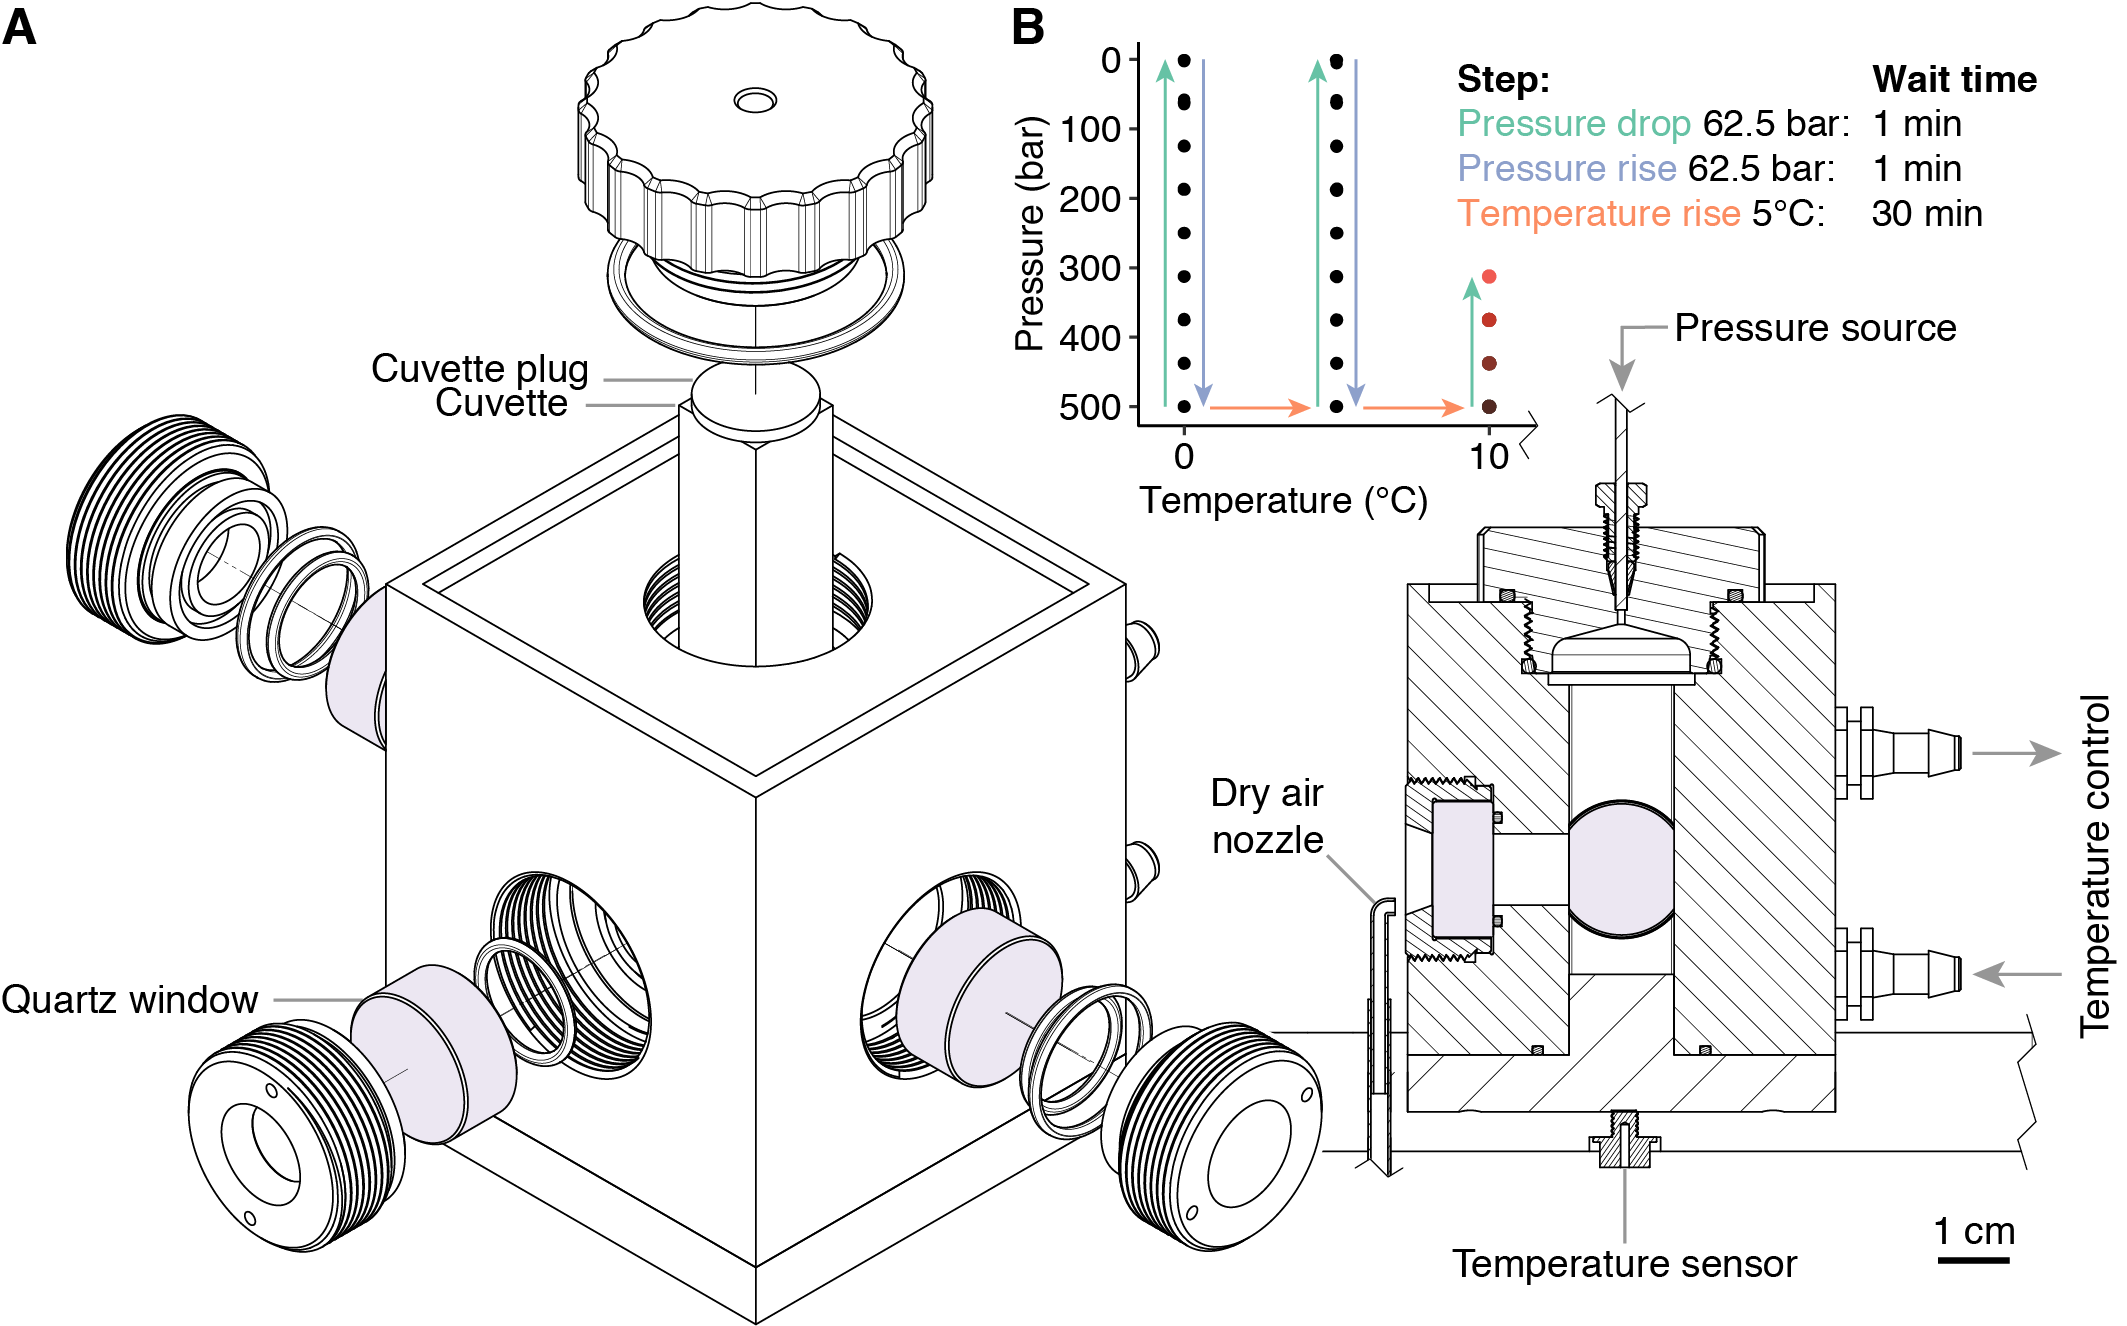 A
Cuvette plug
Cuvette
Quartz window
B
0
100
200
300
400
500
Pressure (bar)
0 10
Temperature (°C)
Step: Wait time
Pressure drop 62.5 bar: 1 min
Pressure rise 62.5 bar: 1 min
Temperature rise 5°C: 30 min
Pressure source
Dry air
nozzle
Temperature control
Temperature sensor
1 cm